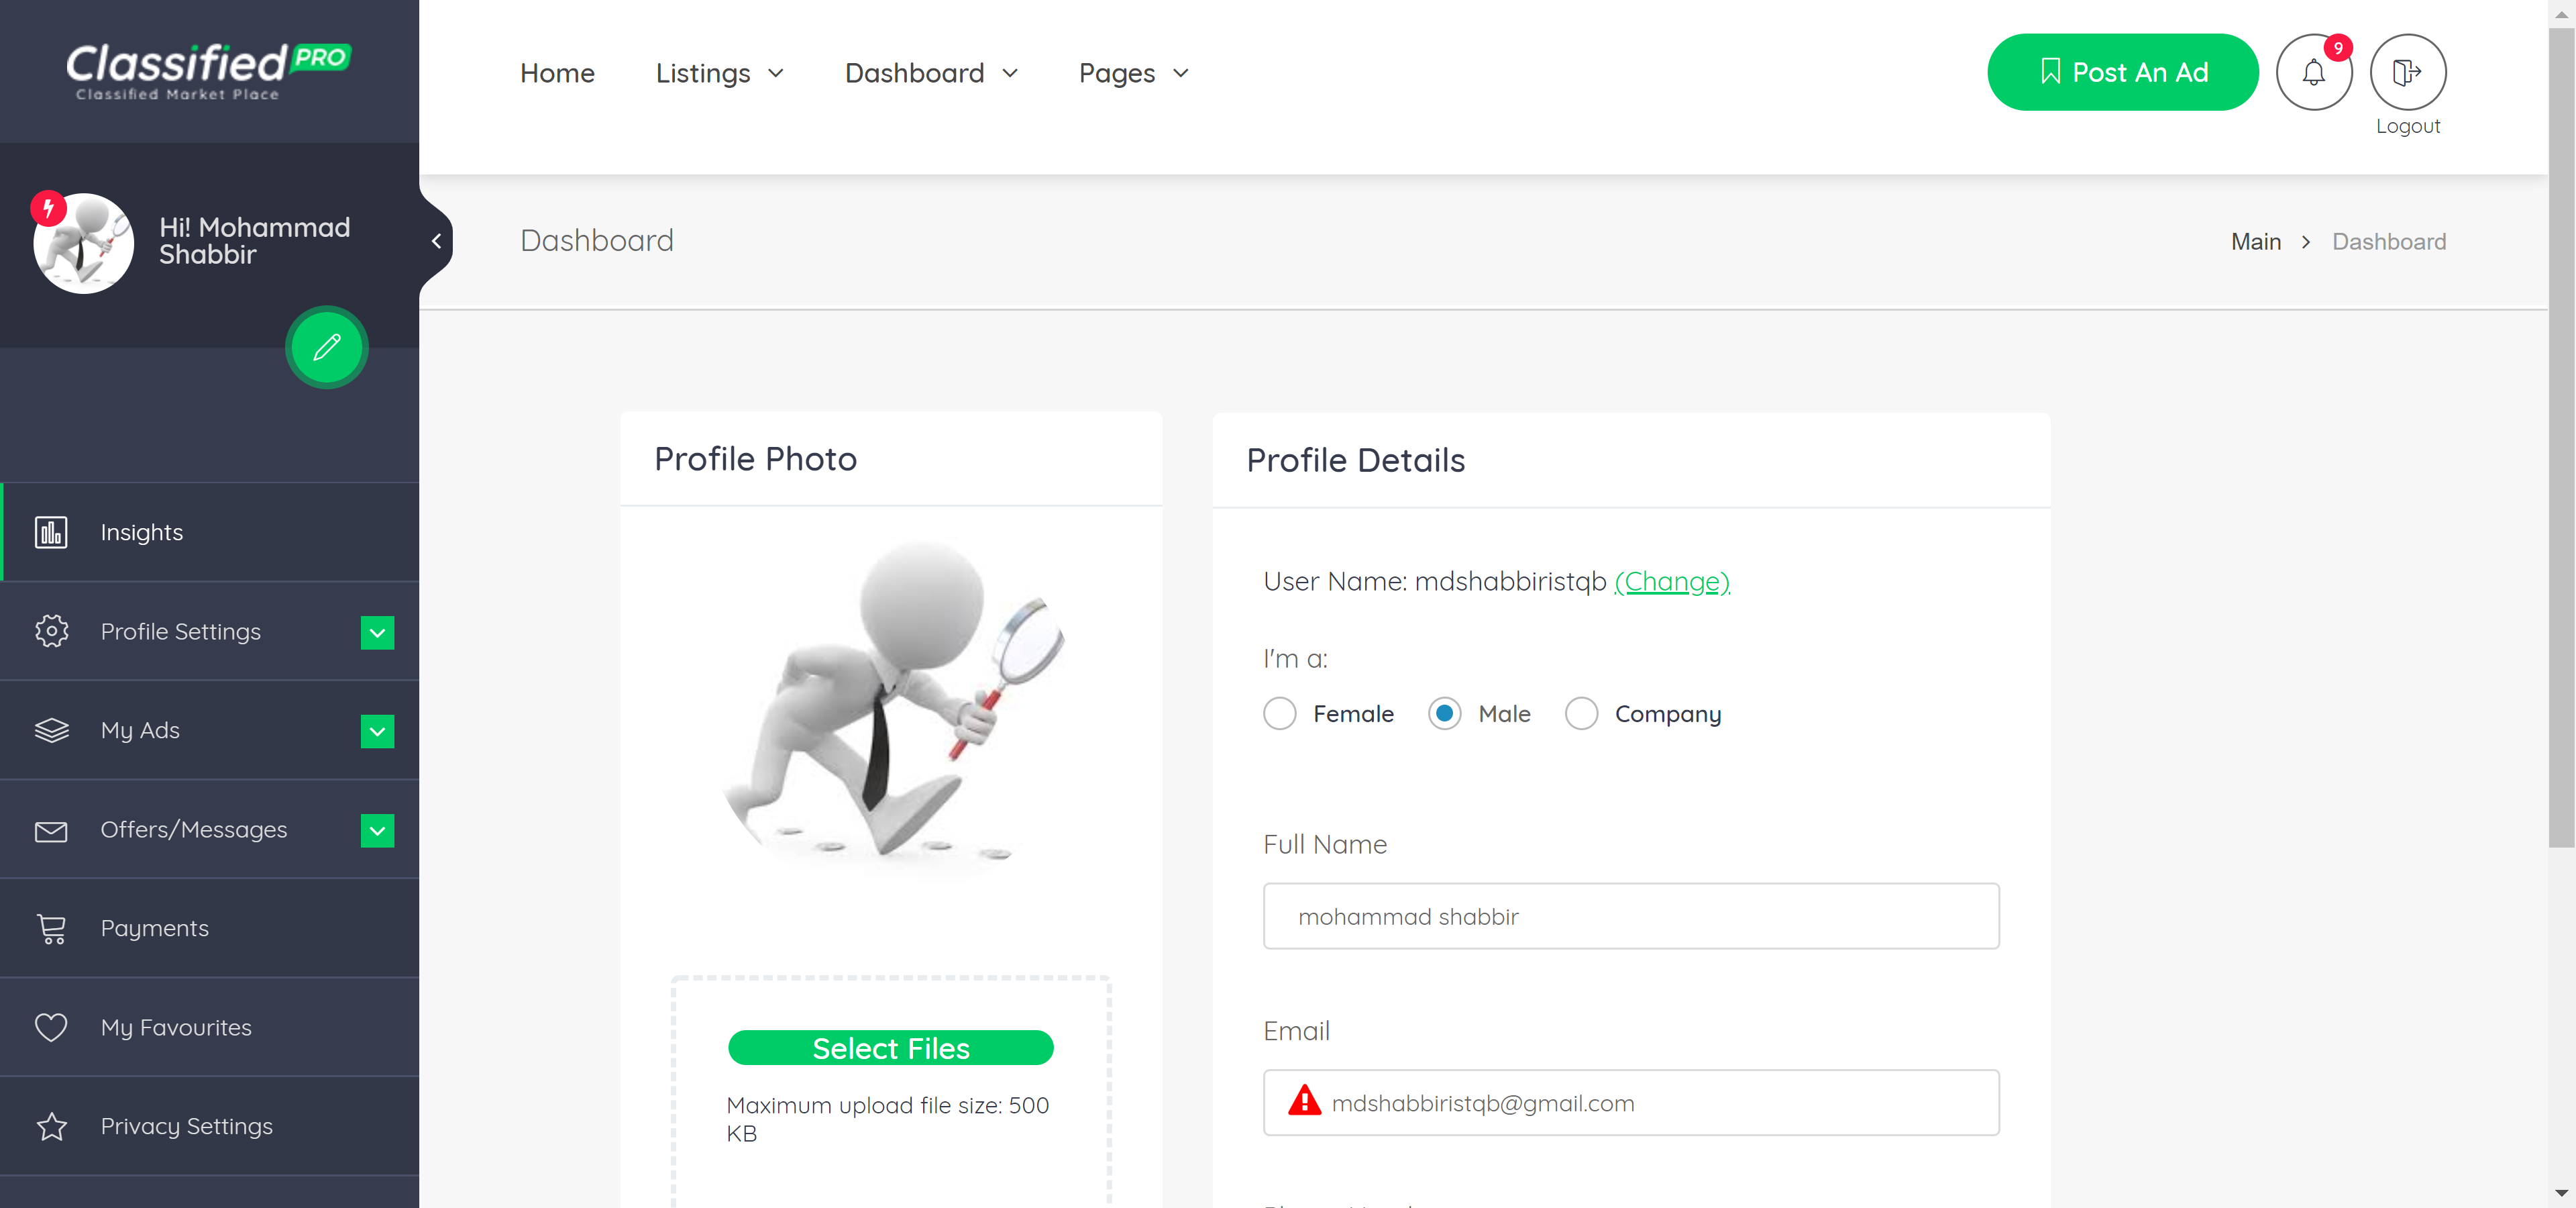 Classified PRO
Classified Market Place
Home
Listings
Dashboard
Pages
Post An Ad
9
Logout
Hi! Mohammad
Shabbir
Dashboard
Main
Dashboard
Insights
Profile Settings
My Ads
Offers/Messages
Payments
My Favourites
Privacy Settings
Profile Photo
Select Files
Maximum upload file size: 500
KB
Profile Details
User Name: mdshabbiristqb (Change)
I'm a:
Female
Male
Company
Full Name
mohammad shabbir
Email
mdshabbiristqb@gmail.com